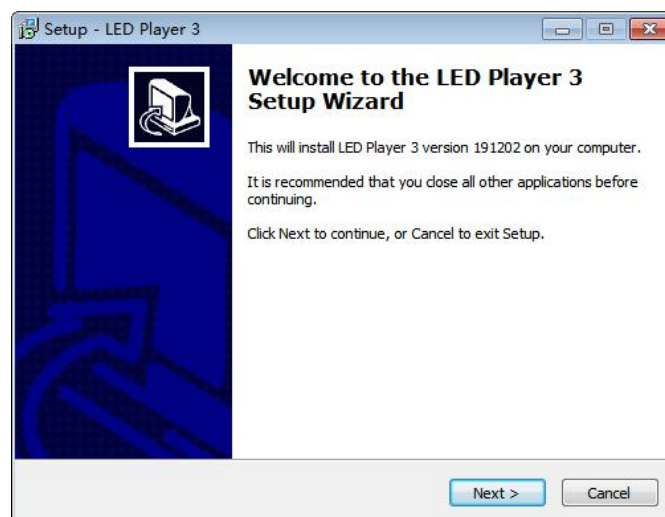 Setup - LED Player 3
Welcome to the LED Player 3
Setup Wizard
This will install LED Player 3 version 191202 on your computer.
It is recommended that you close all other applications before
continuing.
Click Next to continue, or Cancel to exit Setup.
Next >
Cancel